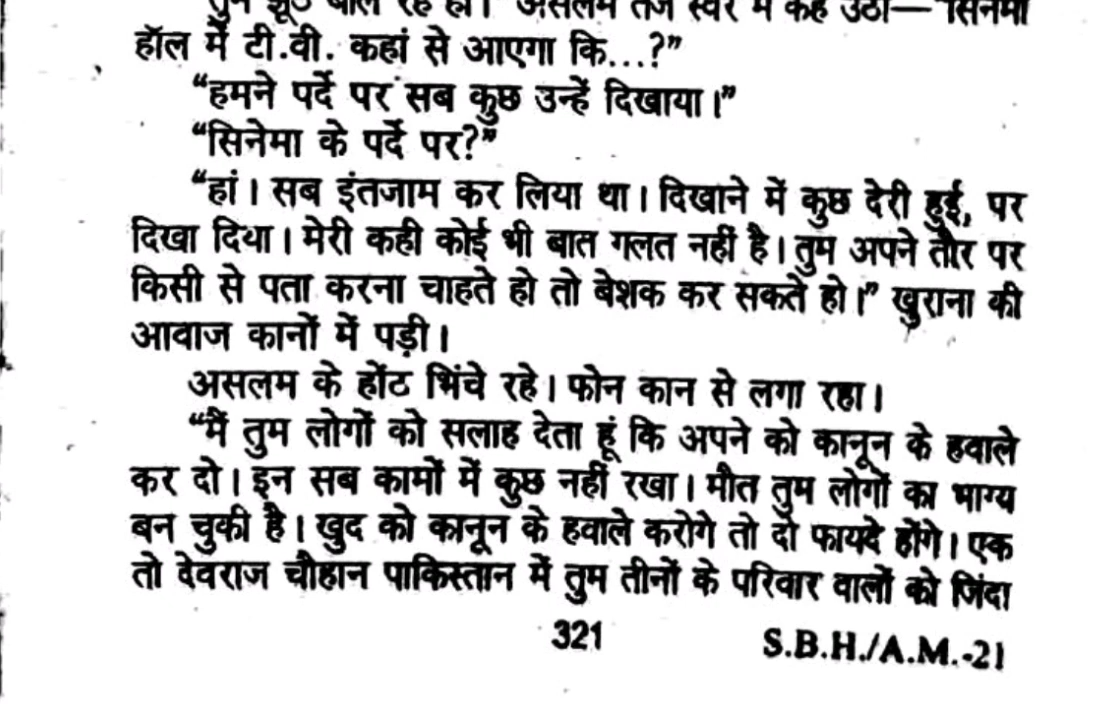 तुम झूठ बोल रहे हो।” असलम तेज स्वर में कह उठा— “सिनेमा
हॉल में टी.वी. कहां से आएगा कि...?”
“हमने पर्दे पर सब कुछ उन्हें दिखाया।”
“सिनेमा के पर्दे पर?”
“हां। सब इंतजाम कर लिया था। दिखाने में कुछ देरी हुई, पर
दिखा दिया। मेरी कही कोई भी बात गलत नहीं है। तुम अपने तौर पर
किसी से पता करना चाहते हो तो बेशक कर सकते हो।” खुराना की
आवाज कानों में पड़ी।
असलम के होंट भिंचे रहे। फोन कान से लगा रहा।
“मैं तुम लोगों को सलाह देता हूं कि अपने को कानून के हवाले
कर दो। इन सब कामों में कुछ नहीं रखा। मौत तुम लोगों का भाग्य
बन चुकी है। खुद को कानून के हवाले करोगे तो दो फायदे होंगे। एक
तो देवराज चौहान पाकिस्तान में तुम तीनों के परिवार वालों को जिंदा
321
S.B.H./A.M.-21